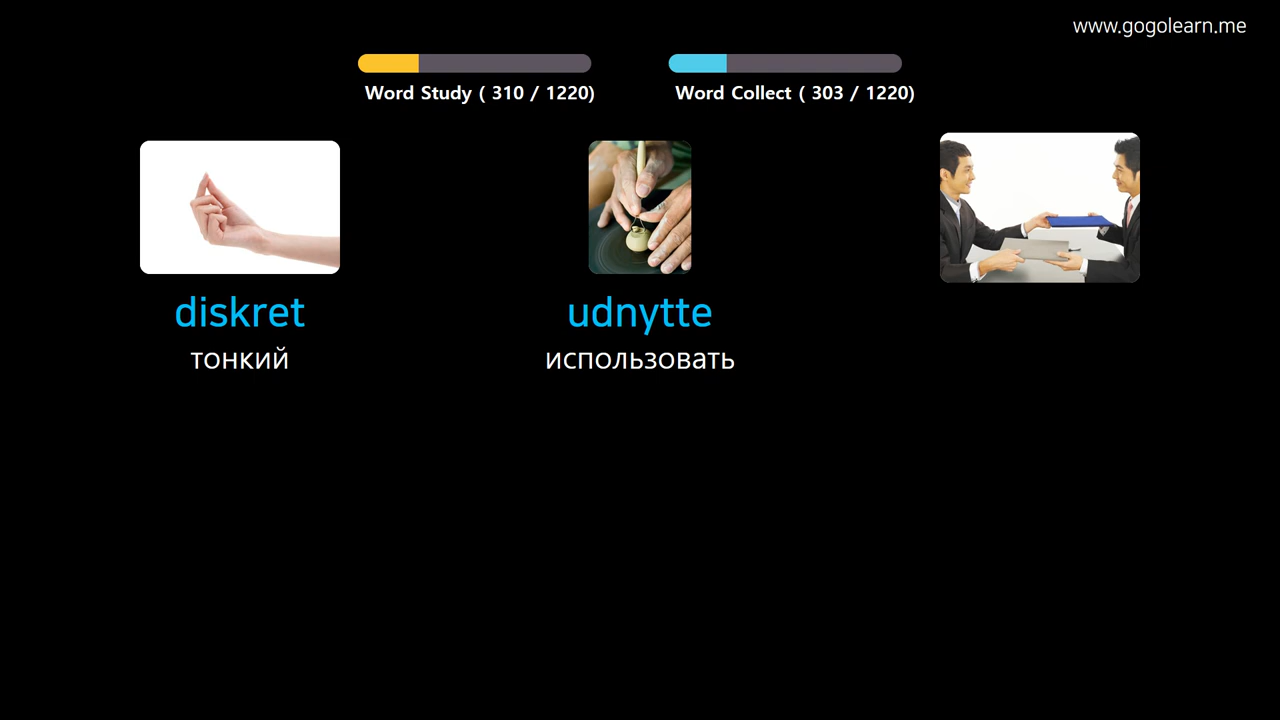 www.gogolearn.me
Word Study ( 310 / 1220)
Word Collect ( 303 / 1220)
diskret
udnytte
тонкий
использовать